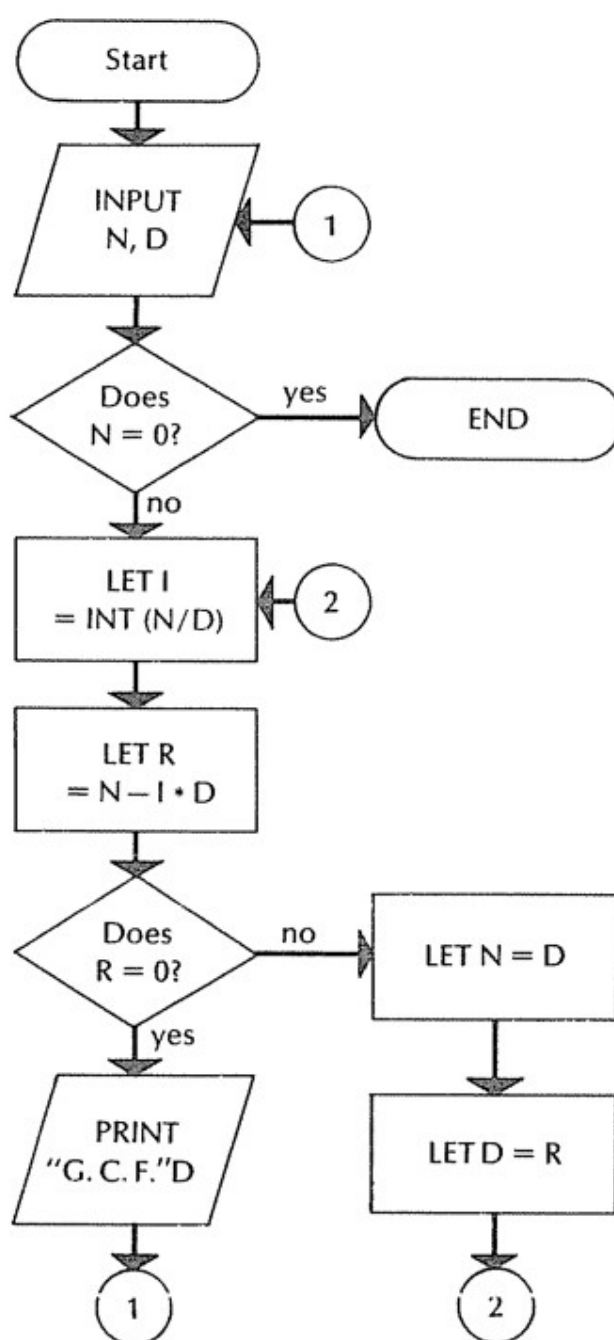 Start
INPUT
N, D
1
Does
N = 0?
yes
END
no
LET I
= INT (N/D)
2
LET R
= N – I • D
Does
R = 0?
no
LET N = D
yes
PRINT
“G. C. F.”D
LET D = R
1
2